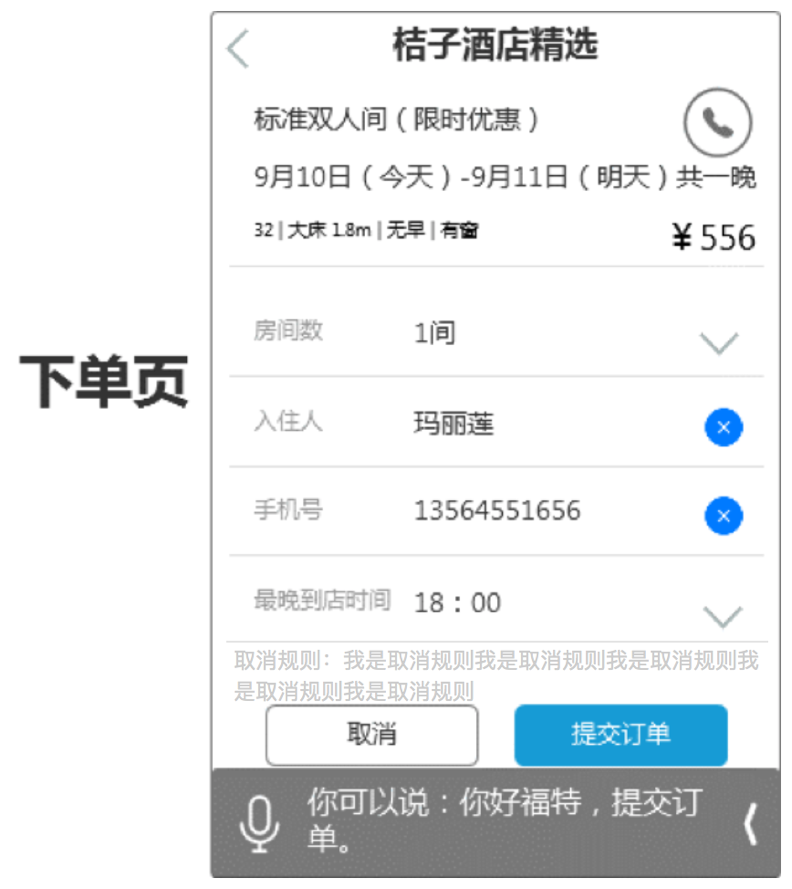 桔子酒店精选
标准双人间（限时优惠）
9月10日（今天）-9月11日（明天）共一晚
32 | 大床 1.8m | 无早 | 有窗
￥556
房间数 1间
下单页
入住人 玛丽莲
手机号 13564551656
最晚到店时间 18：00
取消规则：我是取消规则我是取消规则我是取消规则我
是取消规则我是取消规则
取消 提交订单
你可以说：你好福特，提交订
单。